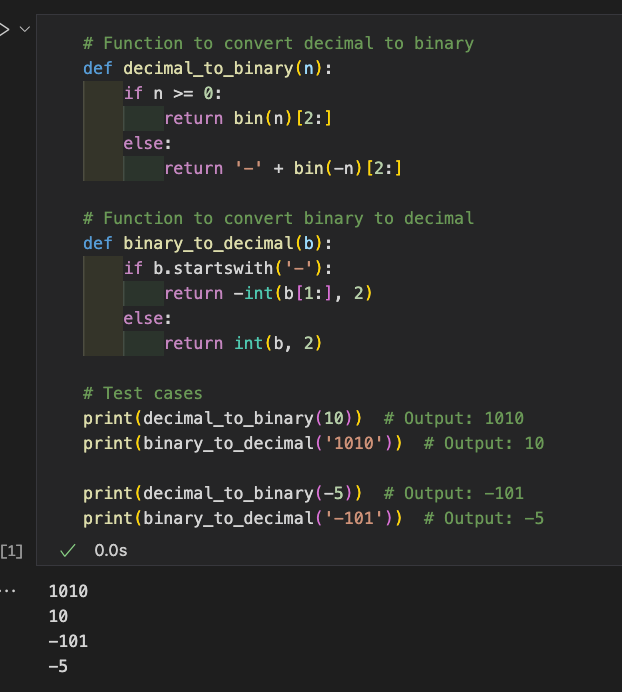 # Function to convert decimal to binary
def decimal_to_binary(n):
    if n >= 0:
        return bin(n)[2:]
    else:
        return '-' + bin(-n)[2:]

# Function to convert binary to decimal
def binary_to_decimal(b):
    if b.startswith('-'):
        return -int(b[1:], 2)
    else:
        return int(b, 2)

# Test cases
print(decimal_to_binary(10))  # Output: 1010
print(binary_to_decimal('1010'))  # Output: 10

print(decimal_to_binary(-5))  # Output: -101
print(binary_to_decimal('-101'))  # Output: -5
[1] ✓ 0.0s
... 1010
10
-101
-5